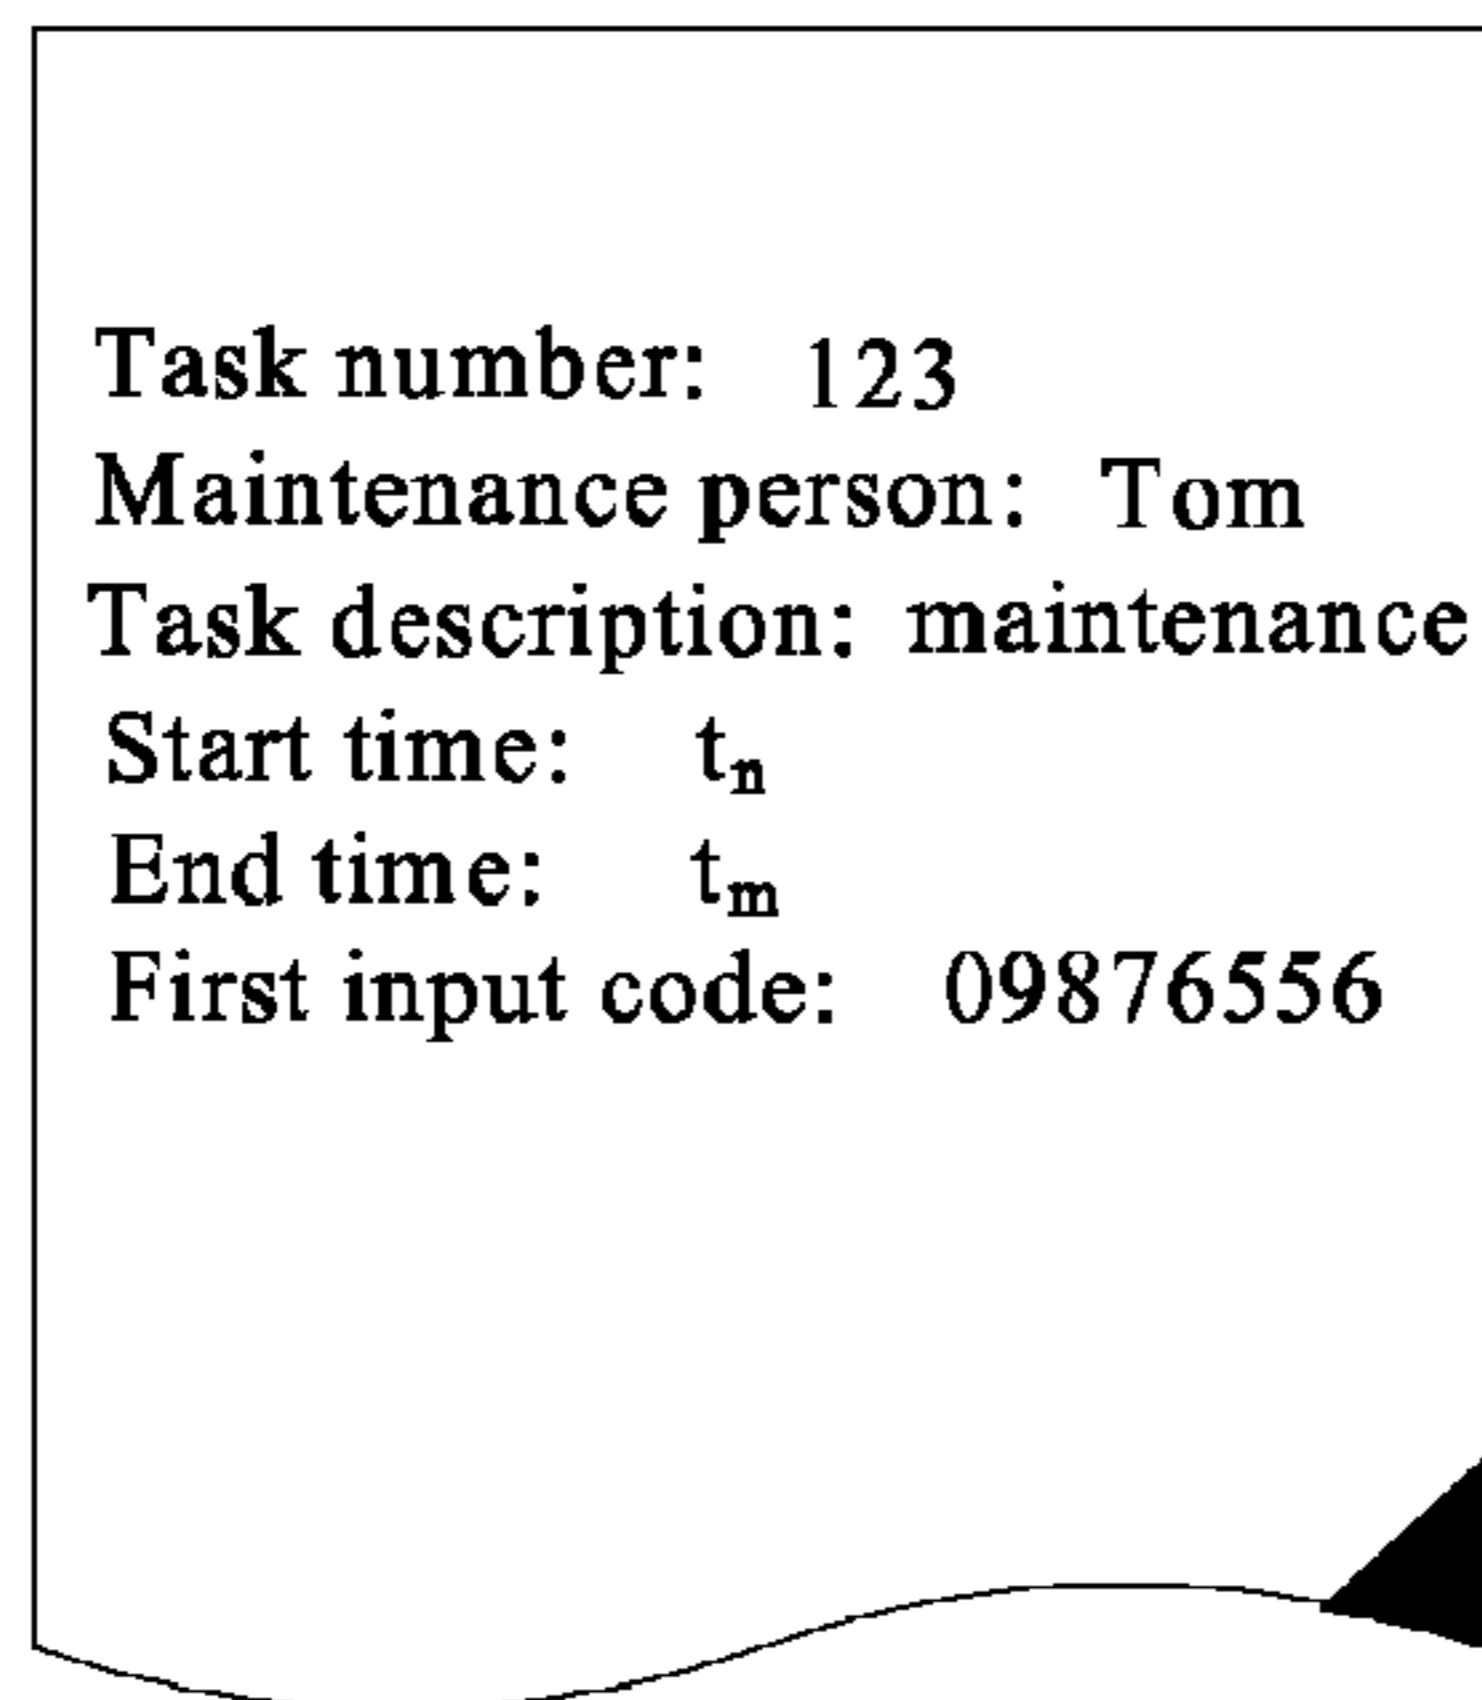 Task number: 123
Maintenance person: Tom
Task description: maintenance
Start time: tₙ
End time: tₘ
First input code: 09876556